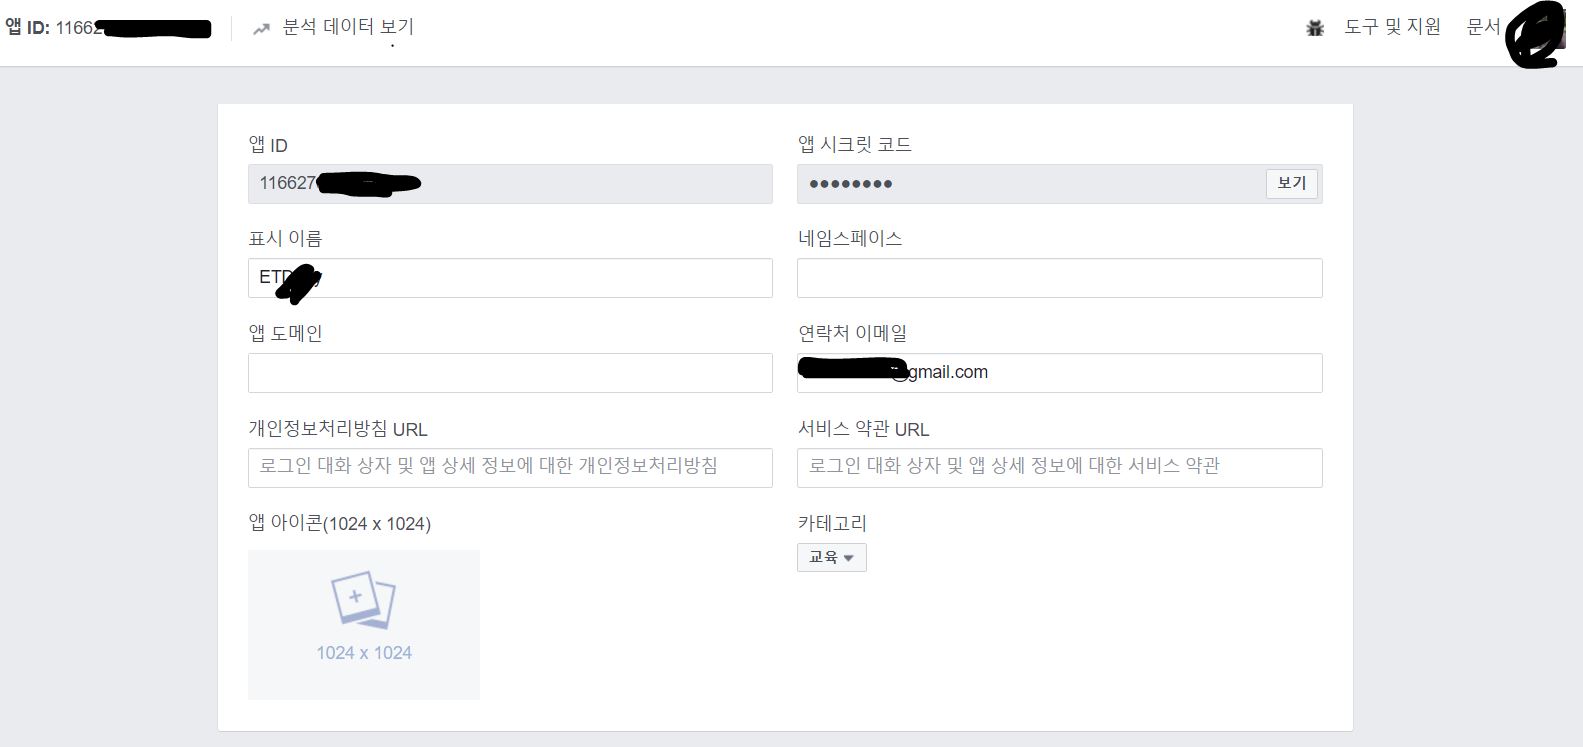 앱 ID: 11662
분석 데이터 보기
도구 및 지원
문서
앱 ID
앱 시크릿 코드
116627
●●●●●●●●
보기
표시 이름
네임스페이스
ET
앱 도메인
연락처 이메일
@gmail.com
개인정보처리방침 URL
서비스 약관 URL
로그인 대화 상자 및 앱 상세 정보에 대한 개인정보처리방침
로그인 대화 상자 및 앱 상세 정보에 대한 서비스 약관
앱 아이콘(1024 x 1024)
카테고리
교육
1024 x 1024